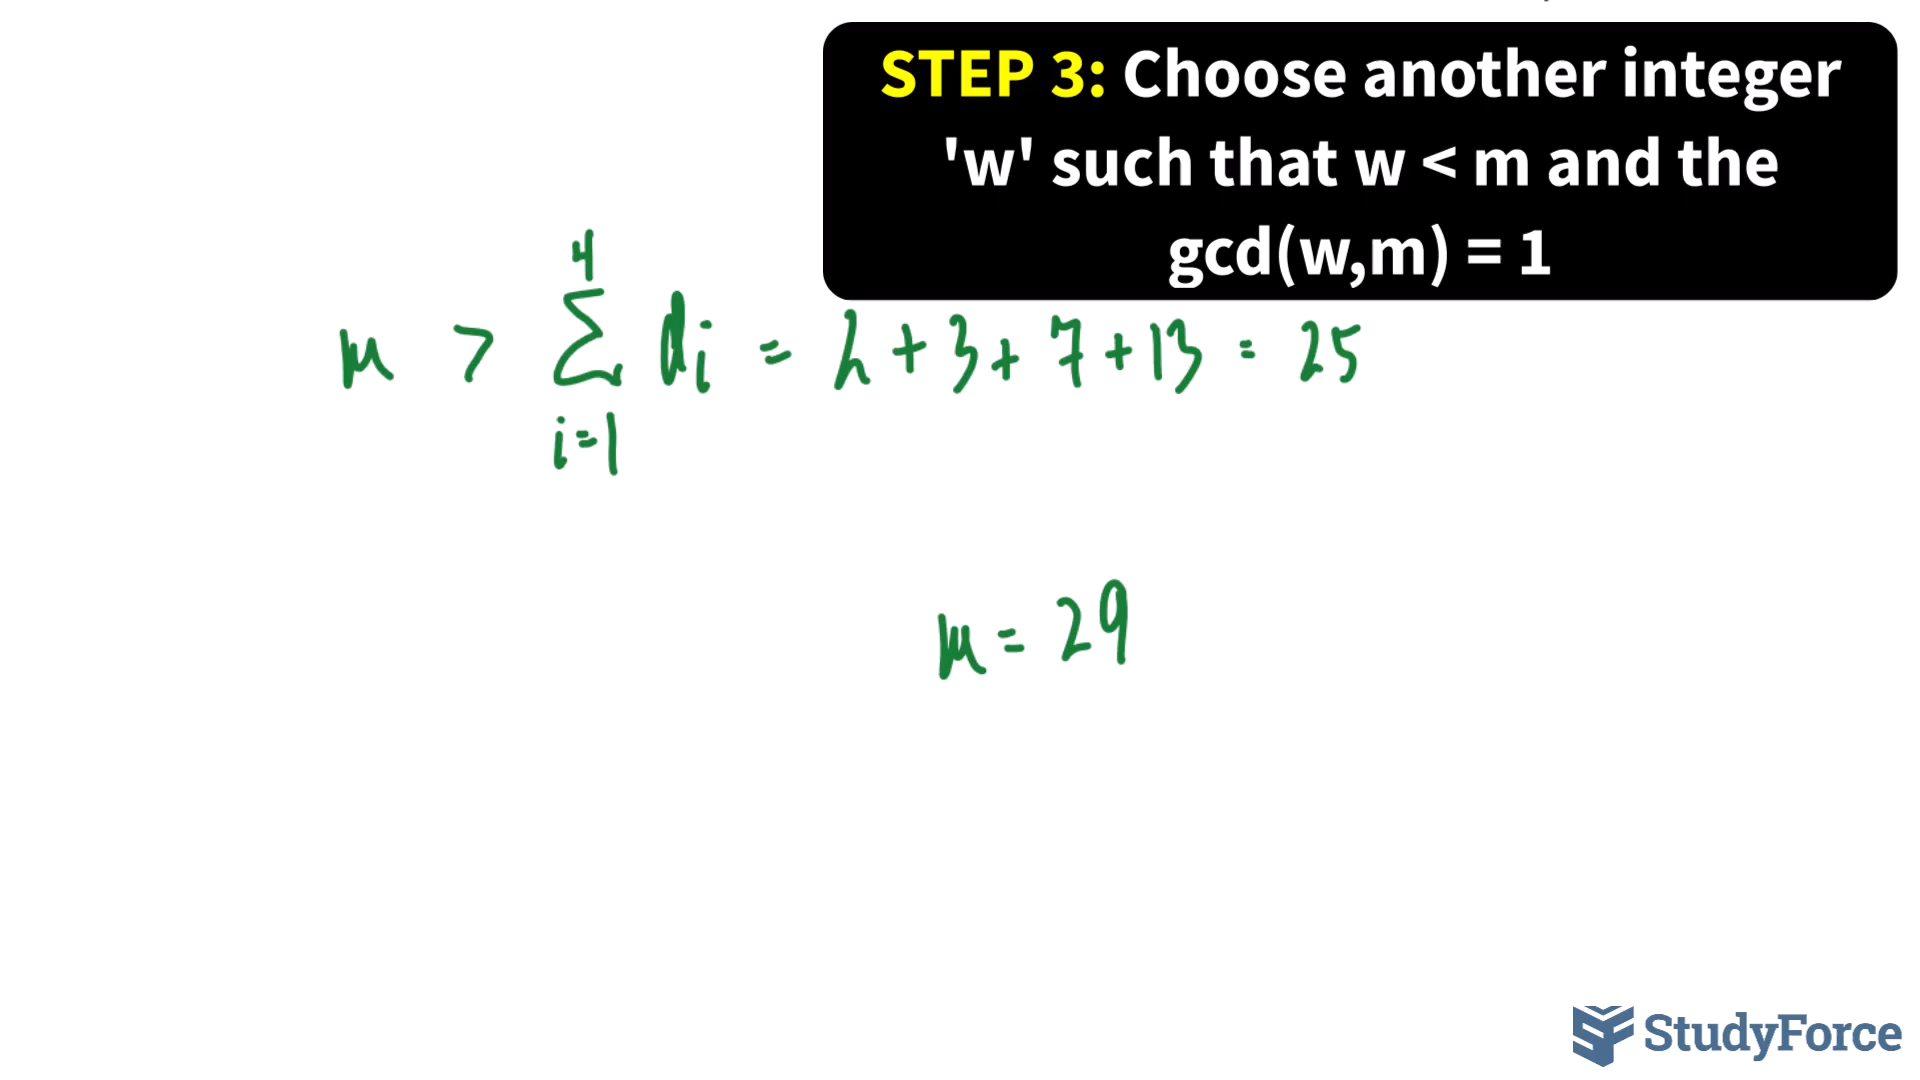 STEP 3: Choose another integer
'w' such that w < m and the
gcd(w,m) = 1
4
m > Σ di = 2 + 3 + 7 + 13 = 25
i=1
m = 29
StudyForce